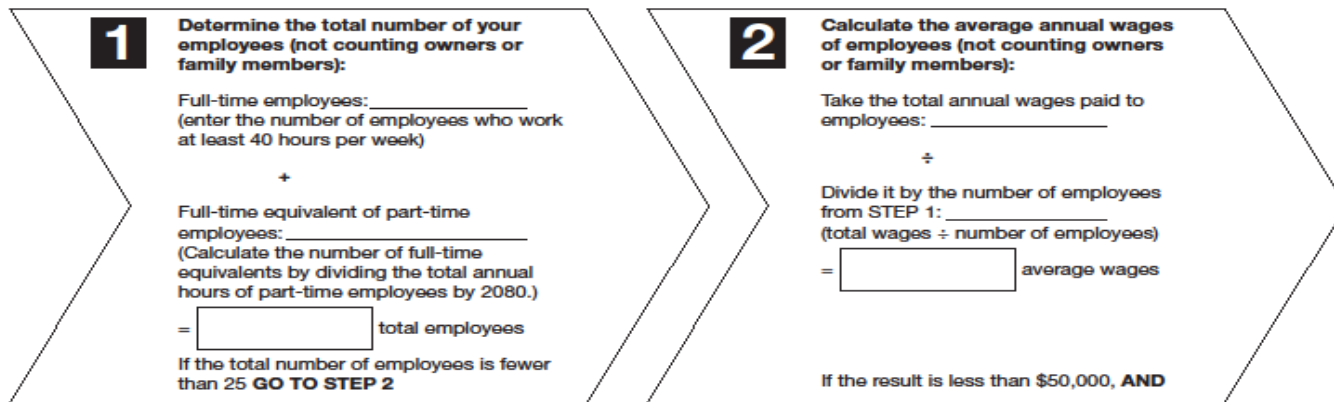 1
Determine the total number of your
employees (not counting owners or
family members):
Full-time employees:
(enter the number of employees who work
at least 40 hours per week)
+
Full-time equivalent of part-time
employees:
(Calculate the number of full-time
equivalents by dividing the total annual
hours of part-time employees by 2080.)
= total employees
If the total number of employees is fewer
than 25 GO TO STEP 2
2
Calculate the average annual wages
of employees (not counting owners
or family members):
Take the total annual wages paid to
employees:
÷
Divide it by the number of employees
from STEP 1:
(total wages ÷ number of employees)
= average wages
If the result is less than $50,000, AND